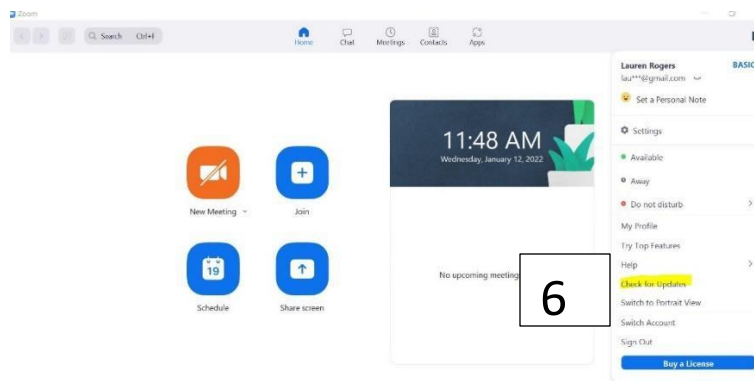 Zoom
Search Ctrl+F
Home Chat Meetings Contacts Apps
Lauren Rogers BASIC
lau***@gmail.com
Set a Personal Note
Settings
Available
Away
Do not disturb
My Profile
Try Top Features
Help
Check for Updates
Switch to Portrait View
Switch Account
Sign Out
Buy a License
11:48 AM
Wednesday, January 12, 2022
New Meeting Join
19
Schedule Share screen
No upcoming meeting
6